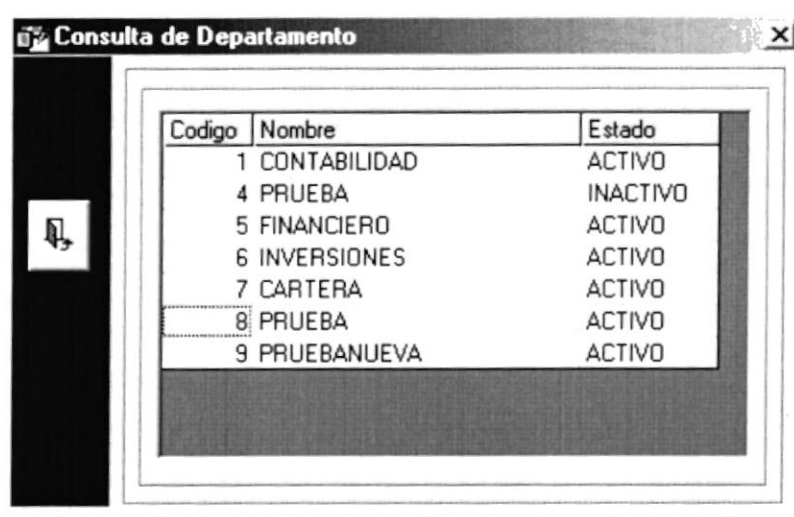 Consulta de Departamento
Codigo Nombre Estado
1 CONTABILIDAD ACTIVO
4 PRUEBA INACTIVO
5 FINANCIERO ACTIVO
6 INVERSIONES ACTIVO
7 CARTERA ACTIVO
8 PRUEBA ACTIVO
9 PRUEBANUEVA ACTIVO